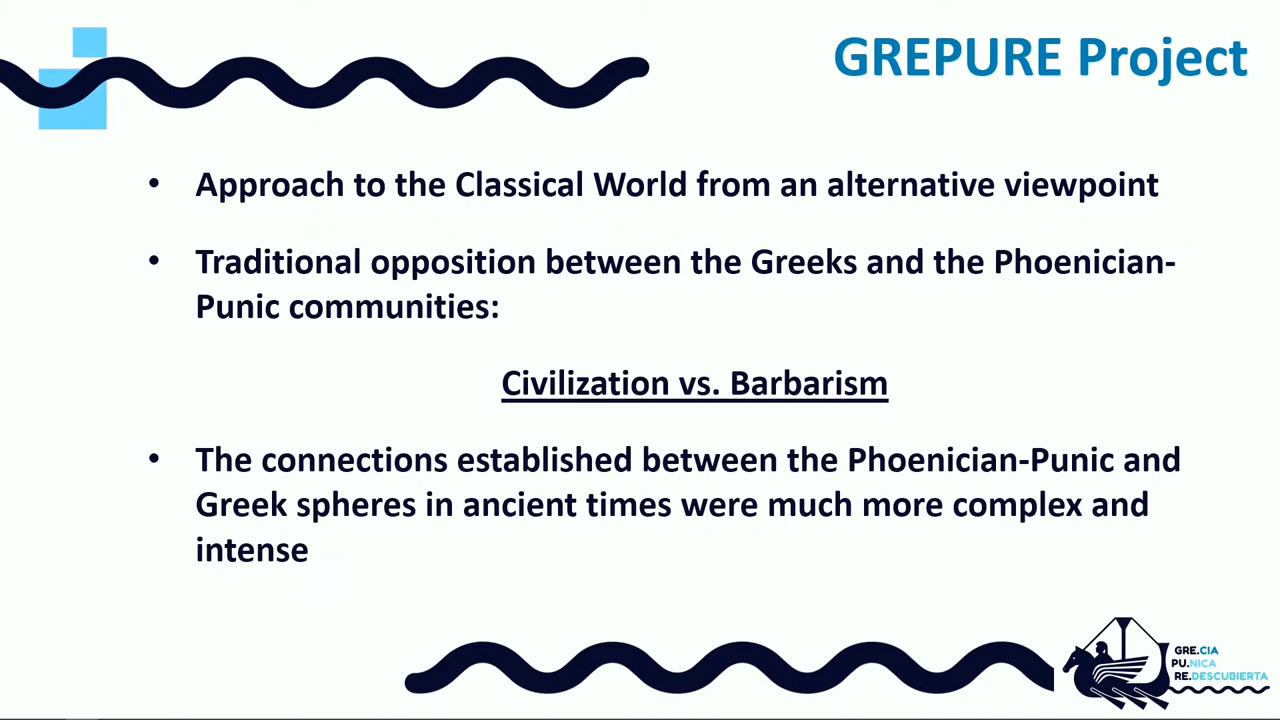 GREPURE Project
• Approach to the Classical World from an alternative viewpoint
• Traditional opposition between the Greeks and the Phoenician-
Punic communities:
Civilization vs. Barbarism
• The connections established between the Phoenician-Punic and
Greek spheres in ancient times were much more complex and
intense
GRE.CIA
PU.NICA
RE.DESCUBIERTA